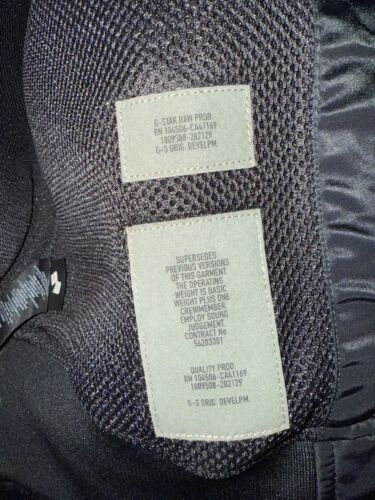 G-STAR RAW PROD.
RN 104506-CA41169
1009508-282129
G-S ORIG. DEVELPM.
SUPERSEDES
PREVIOUS VERSIONS
OF THIS GARMENT.
THE OPERATING
WEIGHT IS BASIC
WEIGHT PLUS ONE
CREWMEMBER
EMPLOY SOUND
JUDGEMENT.
CONTRACT No
56203301
QUALITY PROD.
RN 104506-CA41169
1009508-282129
G-S ORIG. DEVELPM.